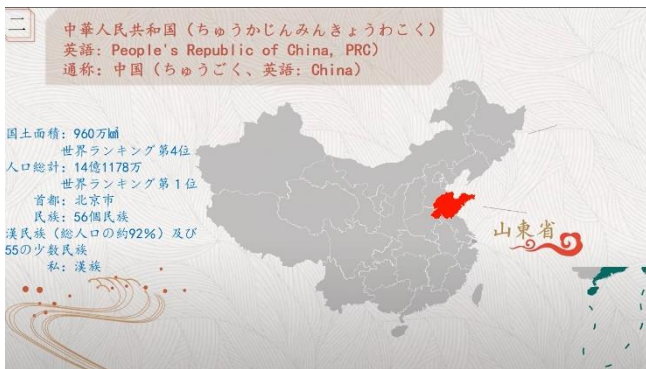 二
中華人民共和国（ちゅうかじんみんきょうわこく）
英語: People's Republic of China, PRC）
通称: 中国（ちゅうごく、英語: China）
国土面積: 960万㎢
世界ランキング第4位
人口総計: 14億1178万
世界ランキング第１位
首都: 北京市
民族: 56個民族
漢民族（総人口の約92%）及び
55の少数民族
私: 漢族
山東省